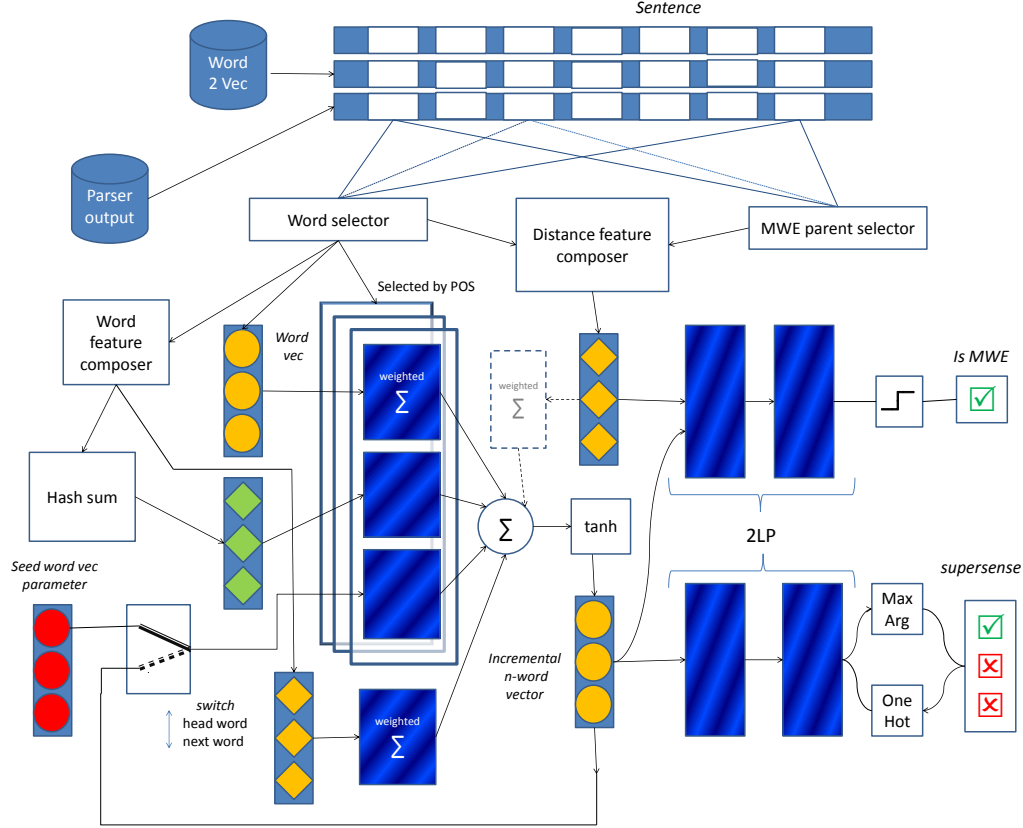 Sentence
Word
2 Vec
Parser
output
Word selector
Distance feature
composer
MWE parent selector
Selected by POS
Word
feature
composer
Word
vec
weighted
Σ
weighted
Σ
Is MWE
Hash sum
Σ
tanh
2LP
Seed word vec
parameter
supersense
Max
Arg
One
Hot
Incremental
n-word
vector
switch
head word
next word
weighted
Σ